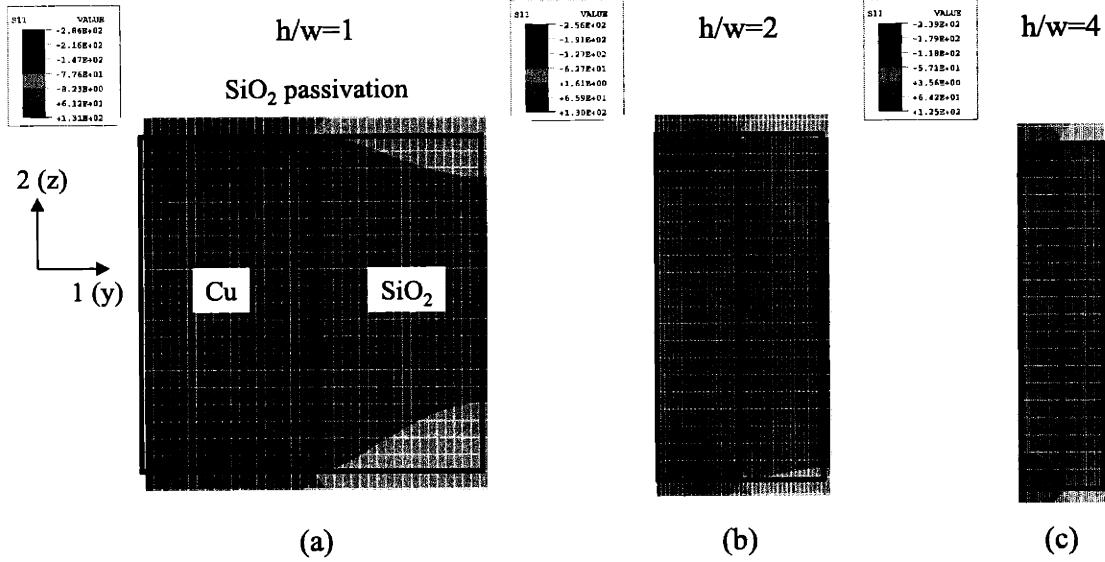 S11 VALUE
-2.86E+02
-2.16E+02
-1.47E+02
-7.76E+01
-8.23E+00
+6.12E+01
+1.31E+02
h/w=1
SiO₂ passivation
2 (z)
1 (y)
Cu
SiO₂
(a)
S11 VALUE
-2.56E+02
-1.91E+02
-1.27E+02
-6.27E+01
+1.61E+00
+6.59E+01
+1.30E+02
h/w=2
(b)
S11 VALUE
-2.39E+02
-1.79E+02
-1.18E+02
-5.71E+01
+3.56E+00
+6.42E+01
+1.25E+02
h/w=4
(c)